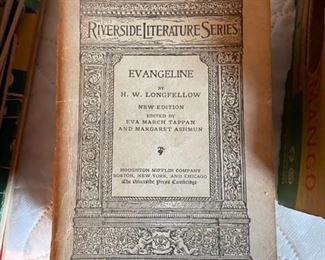 RIVERSIDE LITERATURE SERIES
EVANGELINE
BY
H. W. LONGFELLOW
NEW EDITION
EDITED BY
EVA MARCH TAPPAN
AND MARGARET ASHMUN
HOUGHTON MIFFLIN COMPANY
BOSTON, NEW YORK, AND CHICAGO
The Riverside Press Cambridge